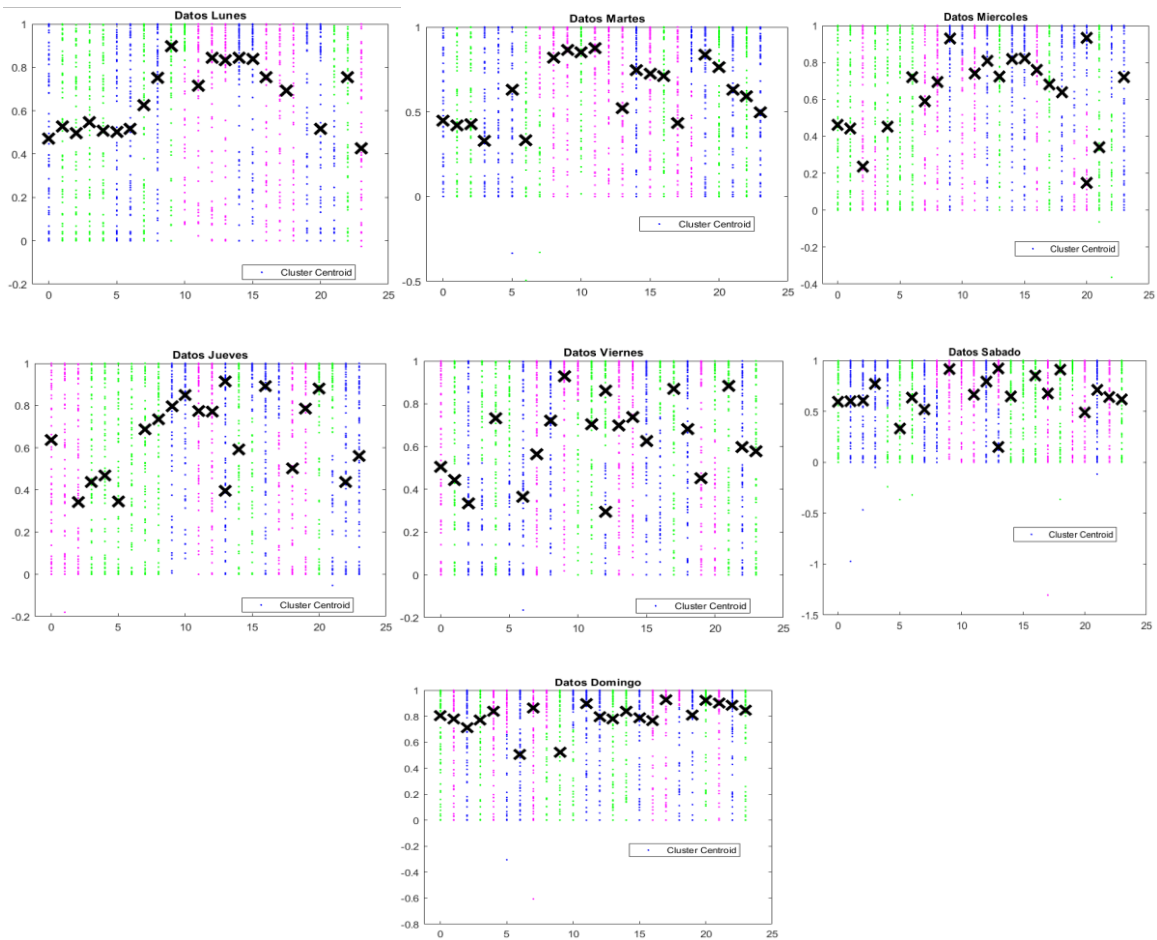 Datos Lunes
1
0.8
0.6
0.4
0.2
0
-0.2
0 5 10 15 20 25
Cluster Centroid
Datos Martes
1
0.5
0
-0.5
0 5 10 15 20 25
Cluster Centroid
Datos Miercoles
1
0.8
0.6
0.4
0.2
0
-0.2
-0.4
0 5 10 15 20 25
Cluster Centroid
Datos Jueves
1
0.8
0.6
0.4
0.2
0
-0.2
0 5 10 15 20 25
Cluster Centroid
Datos Viernes
1
0.8
0.6
0.4
0.2
0
-0.2
0 5 10 15 20 25
Cluster Centroid
Datos Sabado
1
0.5
0
-0.5
-1
-1.5
0 5 10 15 20 25
Cluster Centroid
Datos Domingo
1
0.8
0.6
0.4
0.2
0
-0.2
-0.4
-0.6
-0.8
0 5 10 15 20 25
Cluster Centroid